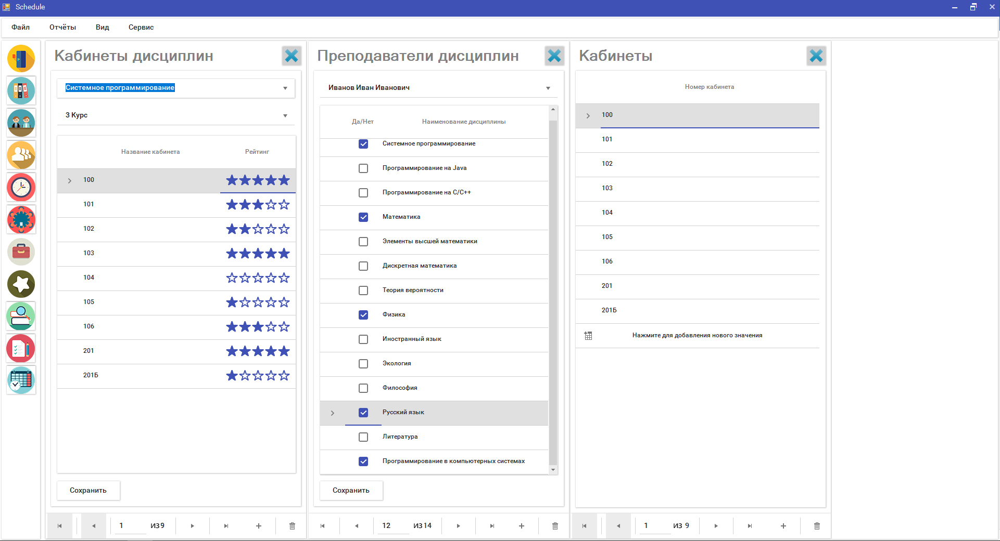 Schedule
Файл Отчёты Вид Сервис
Кабинеты дисциплин
Системное программирование
3 Курс
Название кабинета Рейтинг
100
101
102
103
104
105
106
201
201Б
Сохранить
1 из 9
Преподаватели дисциплин
Иванов Иван Иванович
Да/Нет Наименование дисциплины
Системное программирование
Программирование на Java
Программирование на C/C++
Математика
Элементы высшей математики
Дискретная математика
Теория вероятности
Физика
Иностранный язык
Экология
Философия
Русский язык
Литература
Программирование в компьютерных системах
Сохранить
12 из 14
Кабинеты
Номер кабинета
100
101
102
103
104
105
106
201
201Б
Нажмите для добавления нового значения
1 из 9